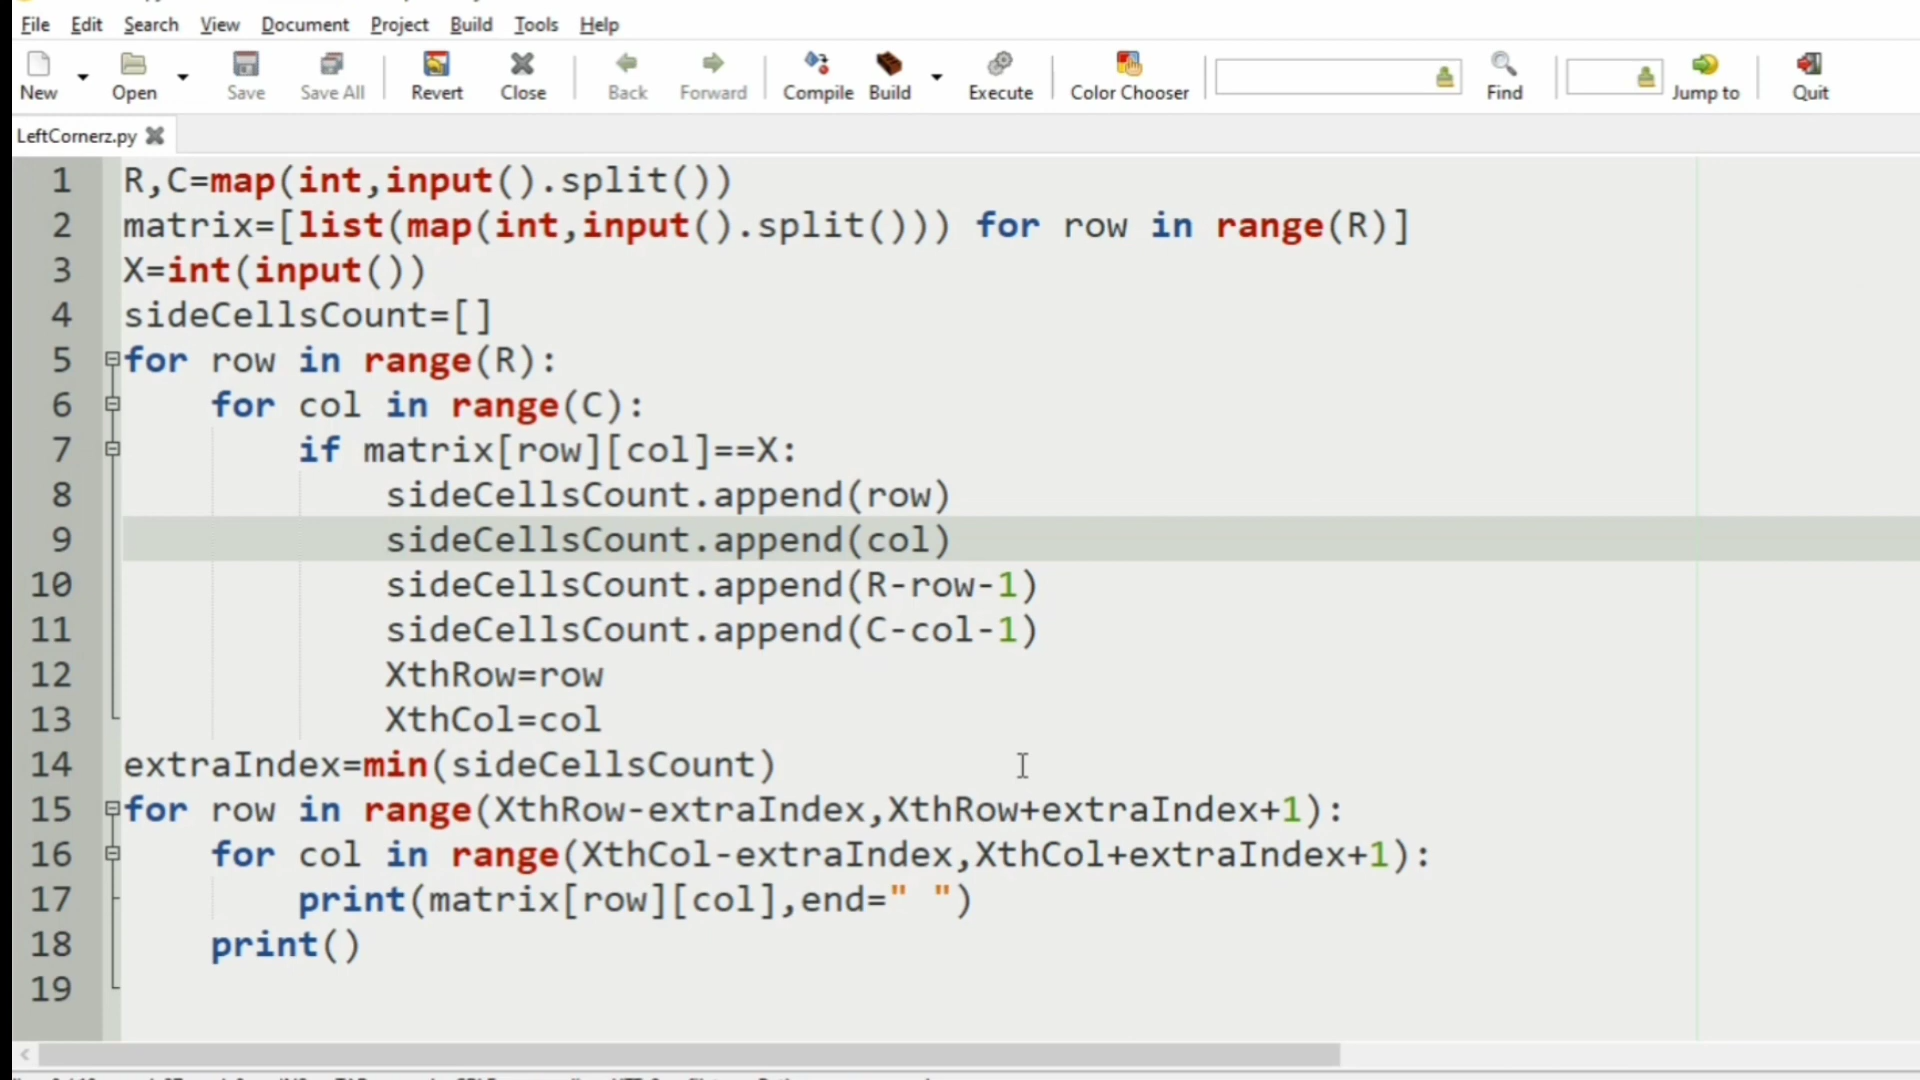 File Edit Search View Document Project Build Tools Help
New Open Save Save All Revert Close Back Forward Compile Build Execute Color Chooser Find Jump to Quit
LeftCornerz.py
1 R,C=map(int,input().split())
2 matrix=[list(map(int,input().split())) for row in range(R)]
3 X=int(input())
4 sideCellsCount=[]
5 for row in range(R):
6 for col in range(C):
7 if matrix[row][col]==X:
8 sideCellsCount.append(row)
9 sideCellsCount.append(col)
10 sideCellsCount.append(R-row-1)
11 sideCellsCount.append(C-col-1)
12 XthRow=row
13 XthCol=col
14 extraIndex=min(sideCellsCount)
15 for row in range(XthRow-extraIndex,XthRow+extraIndex+1):
16 for col in range(XthCol-extraIndex,XthCol+extraIndex+1):
17 print(matrix[row][col],end=" ")
18 print()
19